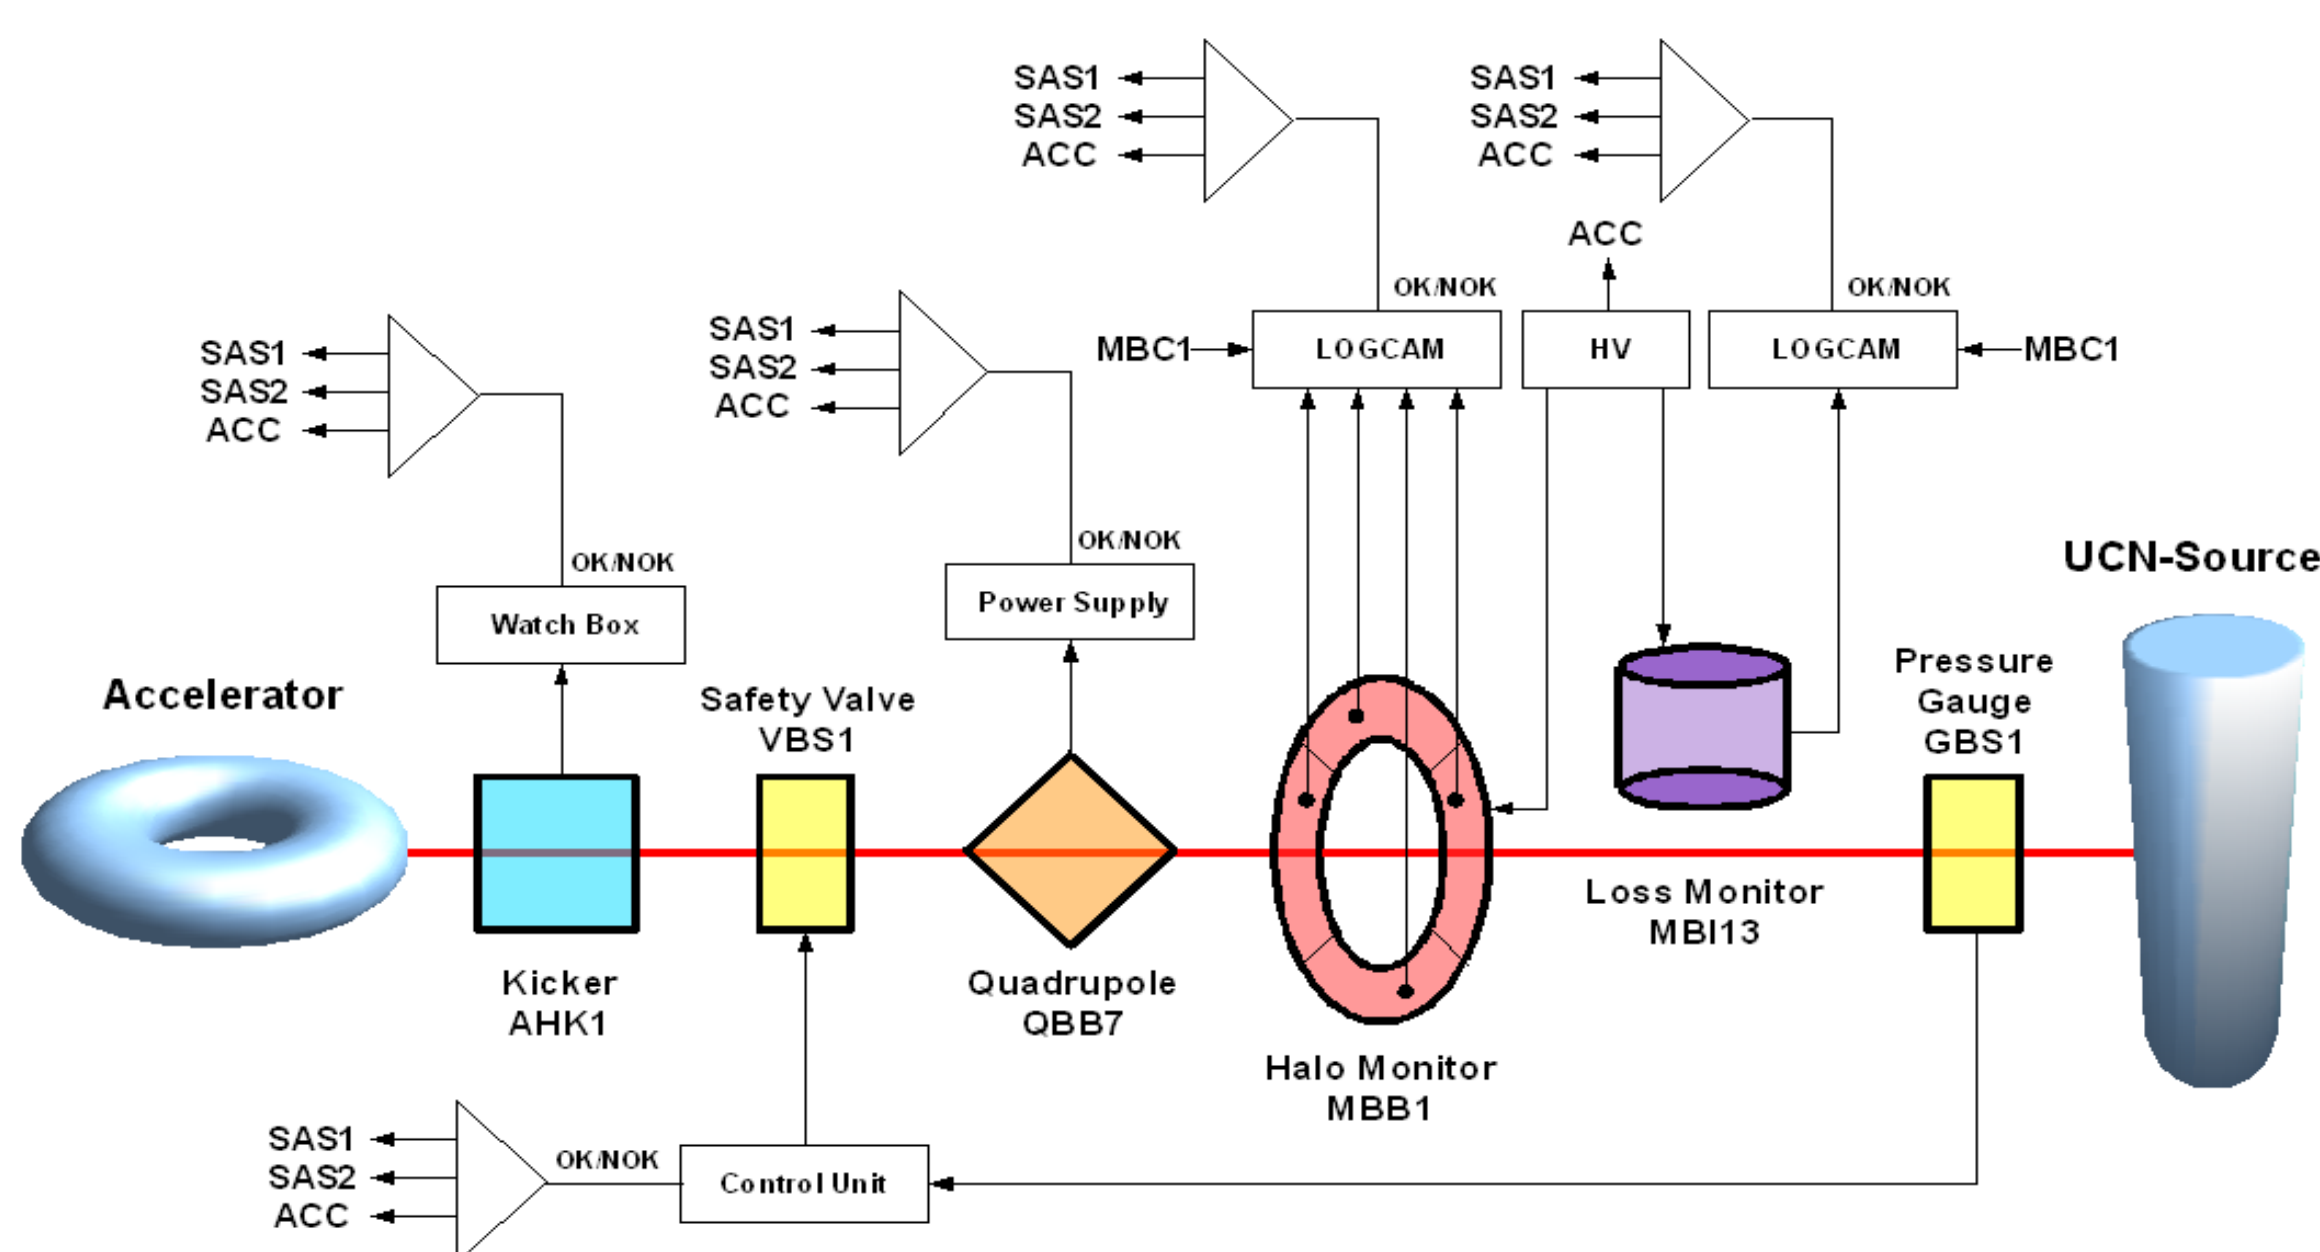 SAS1
SAS2
ACC
SAS1
SAS2
ACC
ACC
OK/NOK
OK/NOK
MBC1
LOGCAM
HV
LOGCAM
MBC1
SAS1
SAS2
ACC
SAS1
SAS2
ACC
OK/NOK
Watch Box
OK/NOK
Power Supply
UCN-Source
Accelerator
Safety Valve
VBS1
Pressure
Gauge
GBS1
Kicker
AHK1
Quadrupole
QBB7
Loss Monitor
MBI13
Halo Monitor
MBB1
SAS1
SAS2
ACC
OK/NOK
Control Unit